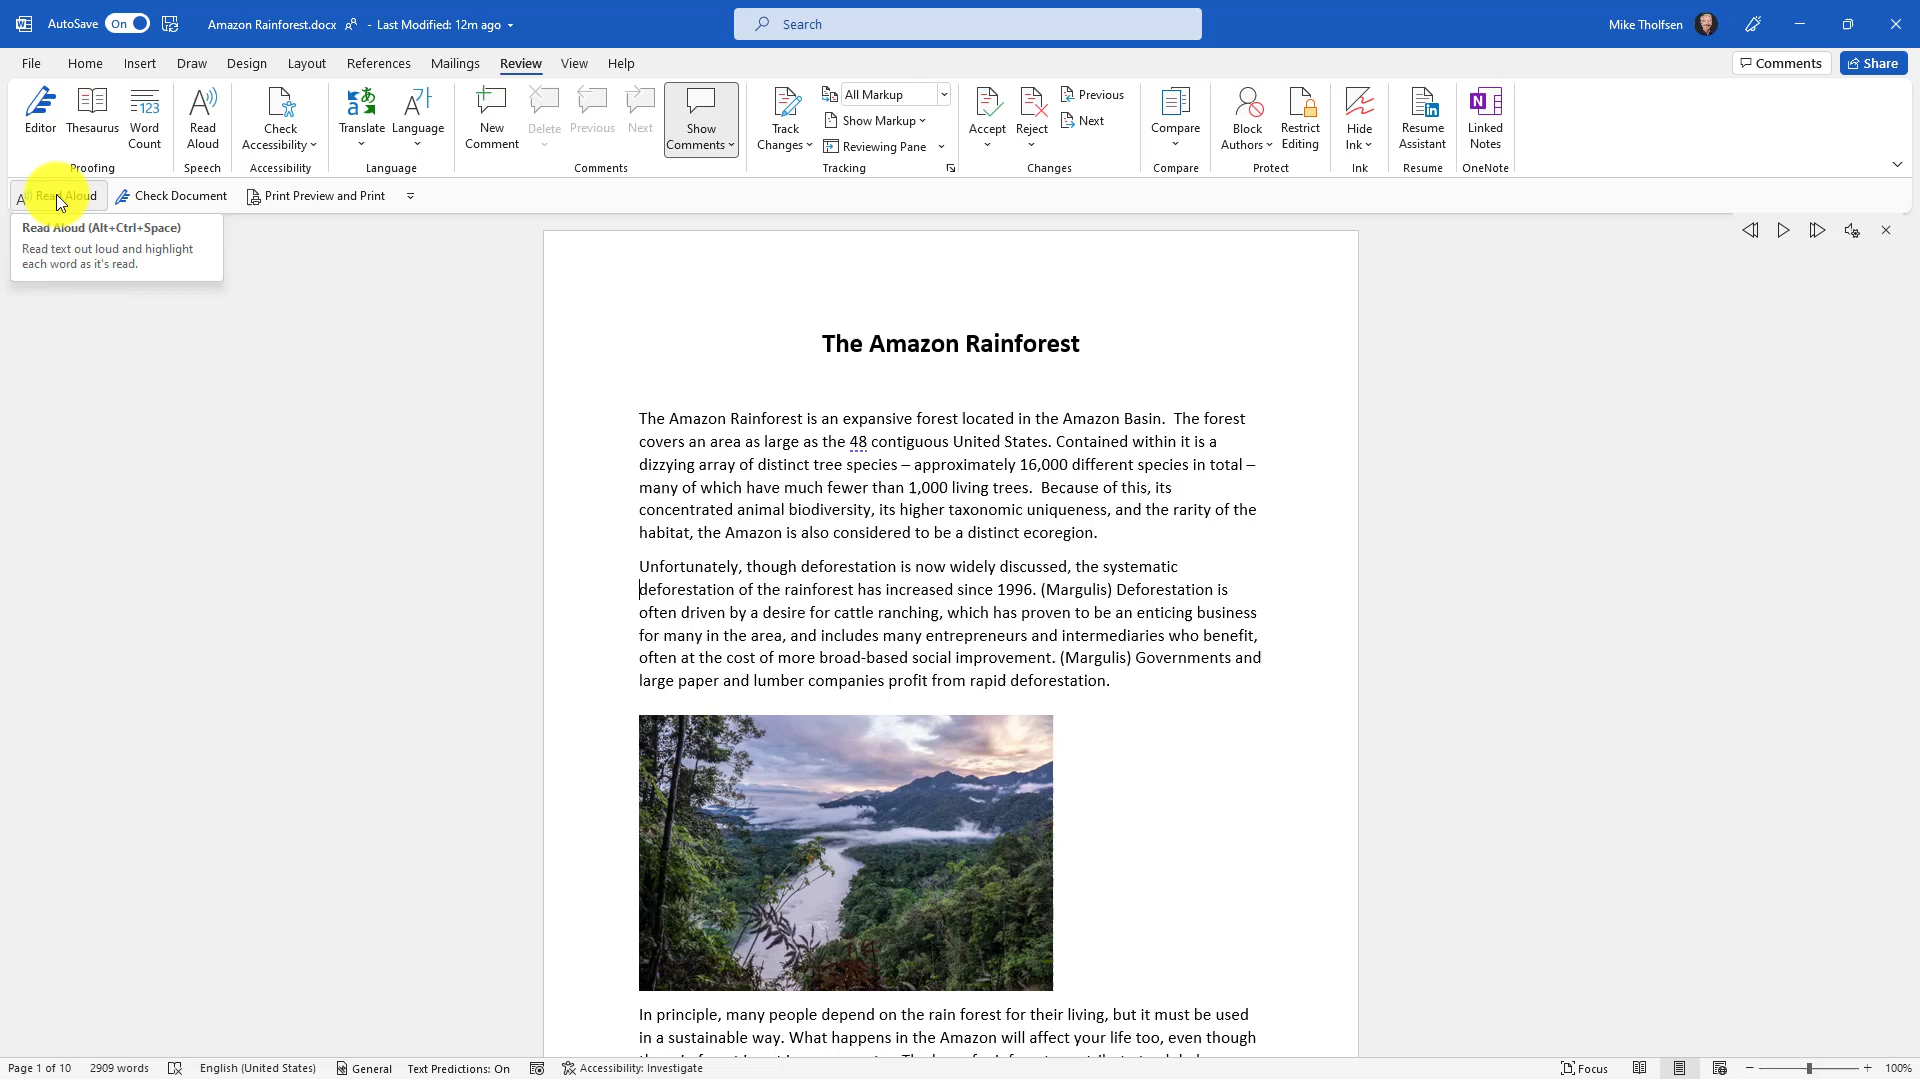 AutoSave On Amazon Rainforest.docx - Last Modified: 12m ago Search Mike Tholfsen
File Home Insert Draw Design Layout References Mailings Review View Help Comments Share
Editor Thesaurus Word Count Read Aloud Check Accessibility Translate Language New Comment Delete Previous Next Show Comments Track Changes All Markup Show Markup Reviewing Pane Accept Reject Previous Next Compare Block Authors Restrict Editing Hide Ink Resume Assistant Linked Notes
Proofing Speech Accessibility Language Comments Tracking Changes Compare Protect Ink Resume OneNote
Read Aloud Check Document Print Preview and Print
Read Aloud (Alt+Ctrl+Space)
Read text out loud and highlight
each word as it's read.
The Amazon Rainforest
The Amazon Rainforest is an expansive forest located in the Amazon Basin.  The forest
covers an area as large as the 48 contiguous United States. Contained within it is a
dizzying array of distinct tree species – approximately 16,000 different species in total –
many of which have much fewer than 1,000 living trees.  Because of this, its
concentrated animal biodiversity, its higher taxonomic uniqueness, and the rarity of the
habitat, the Amazon is also considered to be a distinct ecoregion.
Unfortunately, though deforestation is now widely discussed, the systematic
deforestation of the rainforest has increased since 1996. (Margulis) Deforestation is
often driven by a desire for cattle ranching, which has proven to be an enticing business
for many in the area, and includes many entrepreneurs and intermediaries who benefit,
often at the cost of more broad-based social improvement. (Margulis) Governments and
large paper and lumber companies profit from rapid deforestation.
In principle, many people depend on the rain forest for their living, but it must be used
in a sustainable way. What happens in the Amazon will affect your life too, even though
Page 1 of 10 2909 words English (United States) General Text Predictions: On Accessibility: Investigate Focus 100%